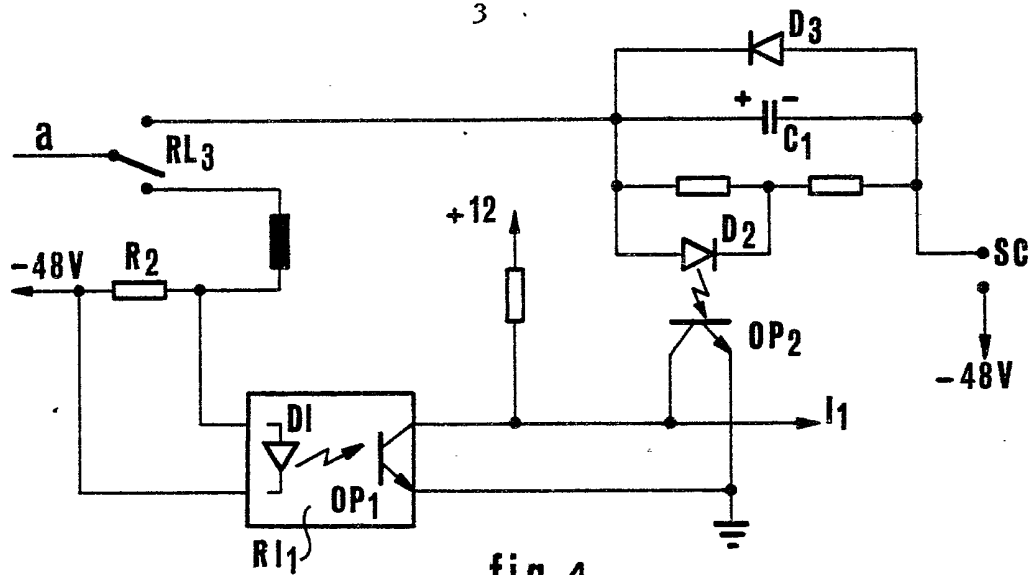 3
D3
+ −
C1
a
RL3
+12
D2
SC
-48V
R2
OP2
-48V
I1
DI
OP1
RI1
fig 4